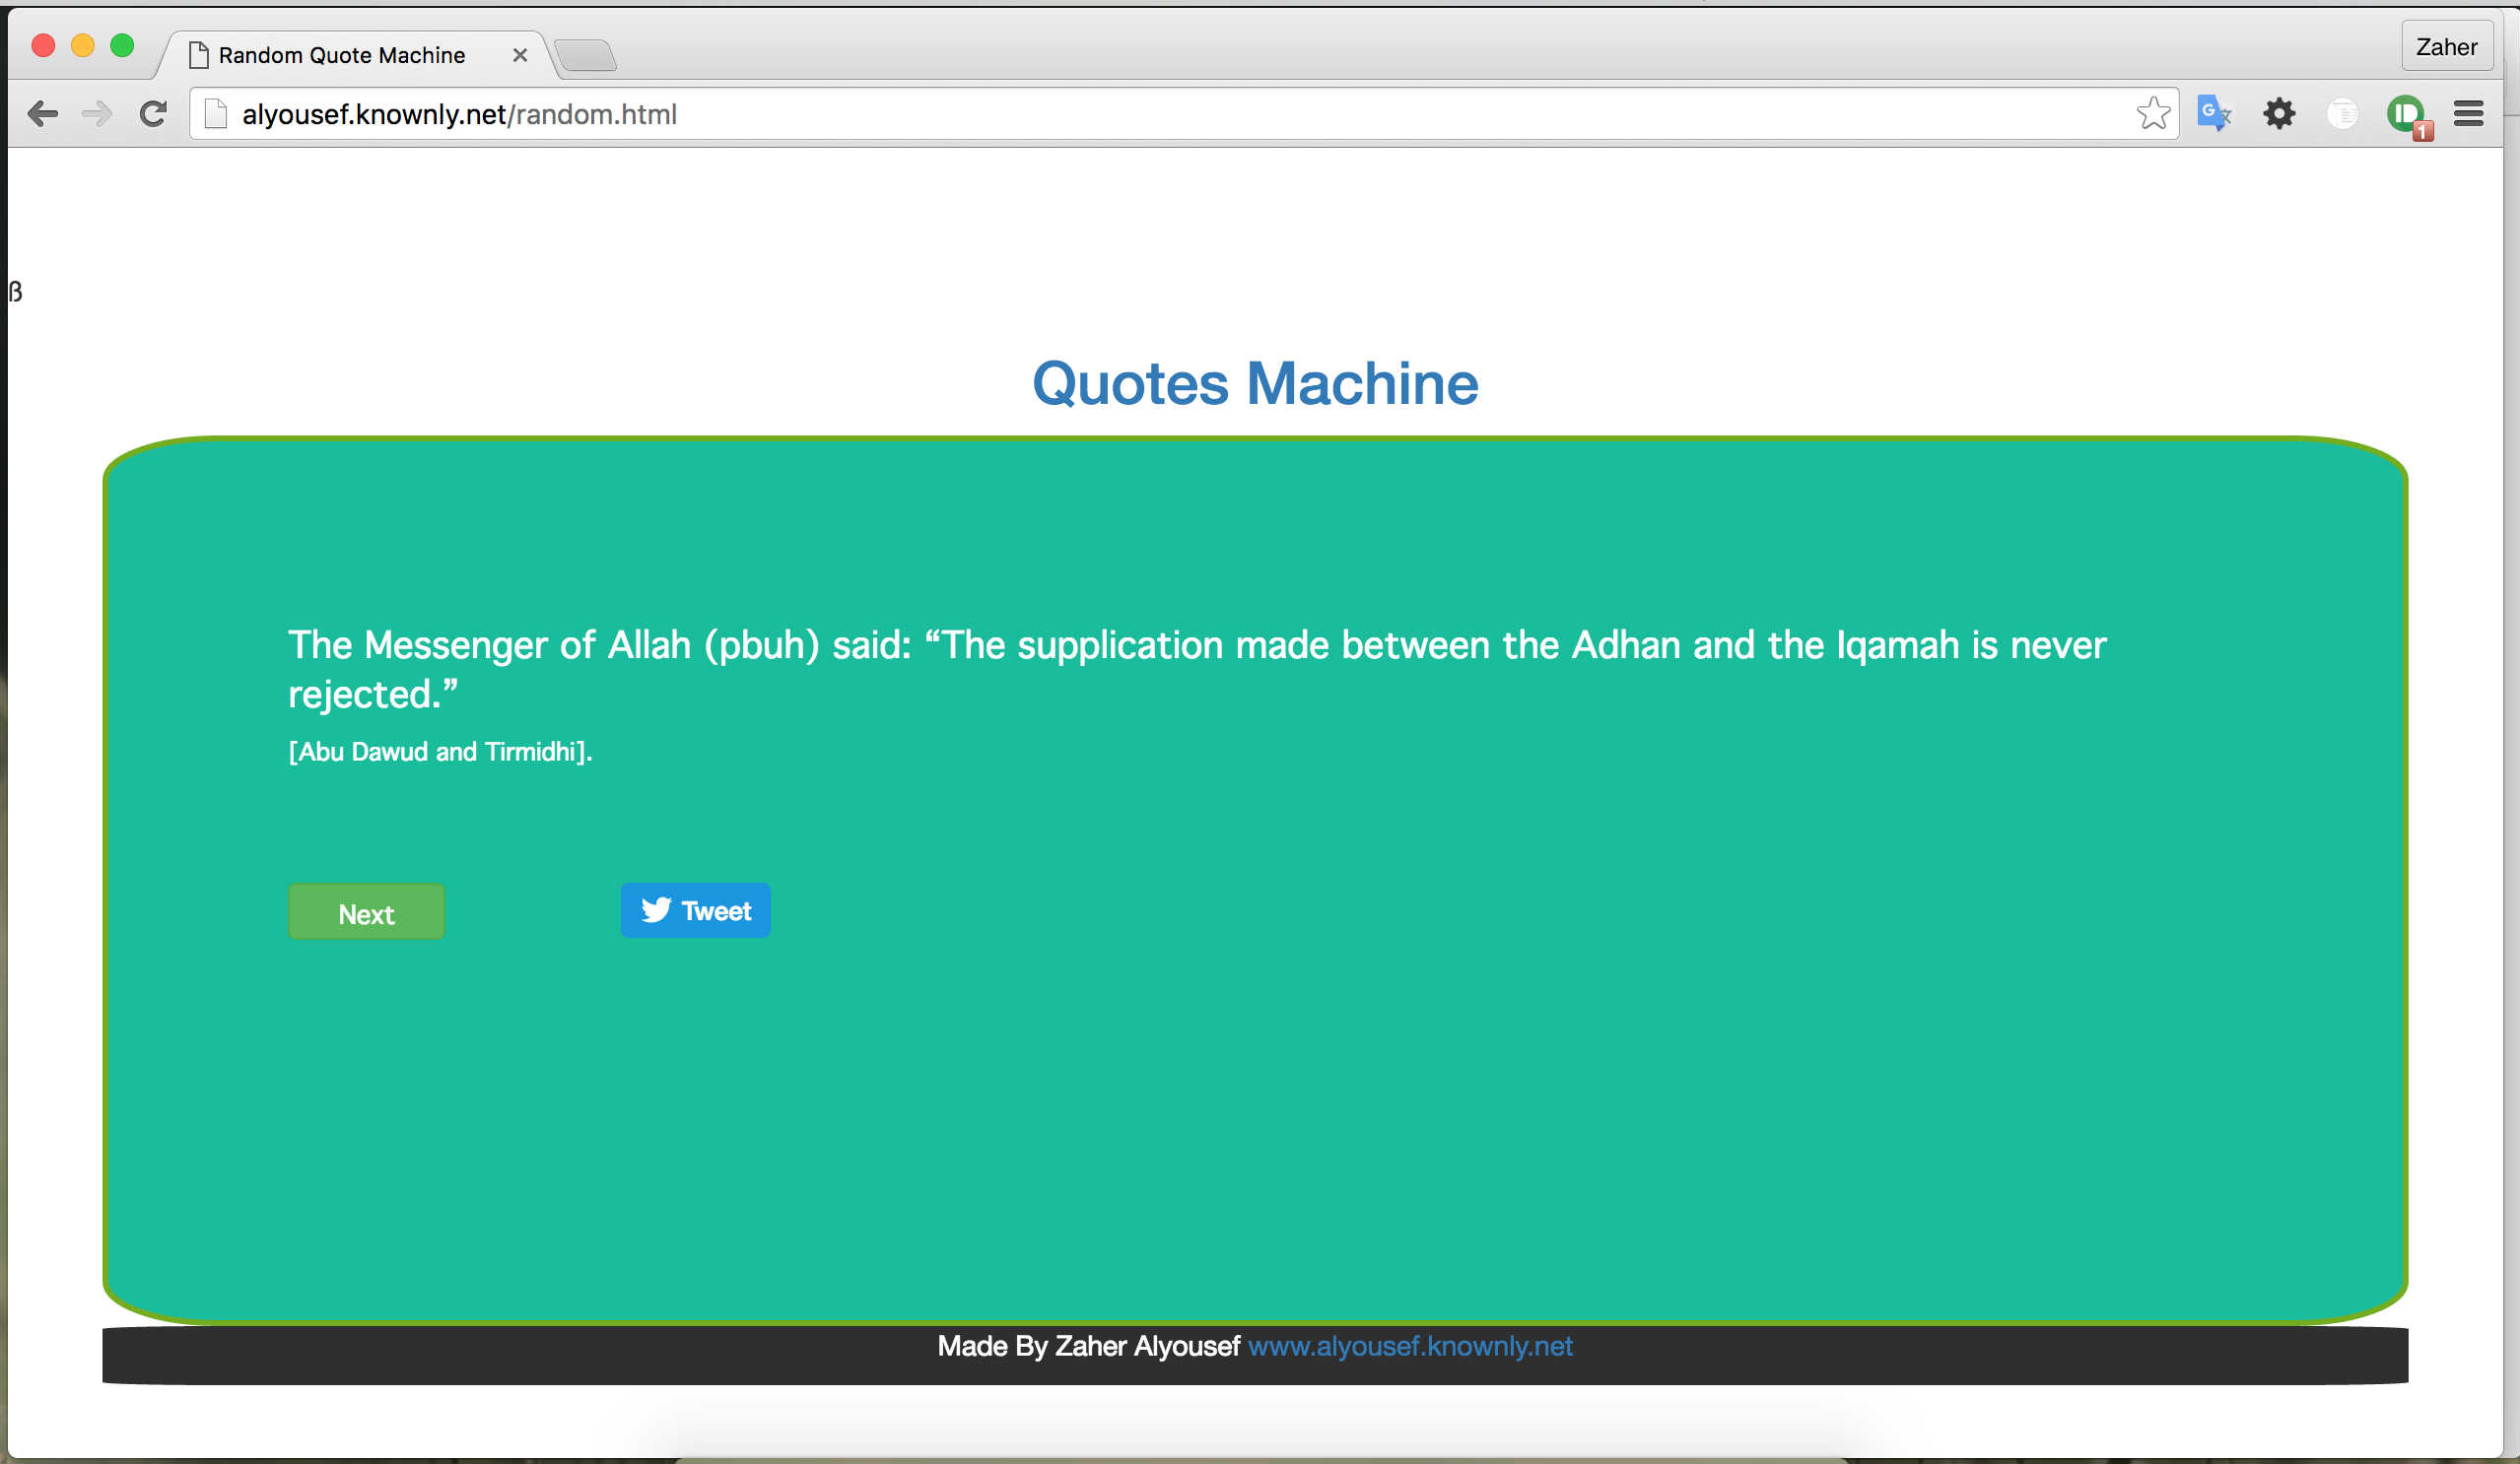 Random Quote Machine
Zaher
alyousef.knownly.net/random.html
1
ß
Quotes Machine
The Messenger of Allah (pbuh) said: “The supplication made between the Adhan and the Iqamah is never
rejected.”
[Abu Dawud and Tirmidhi].
Next
Tweet
Made By Zaher Alyousef www.alyousef.knownly.net